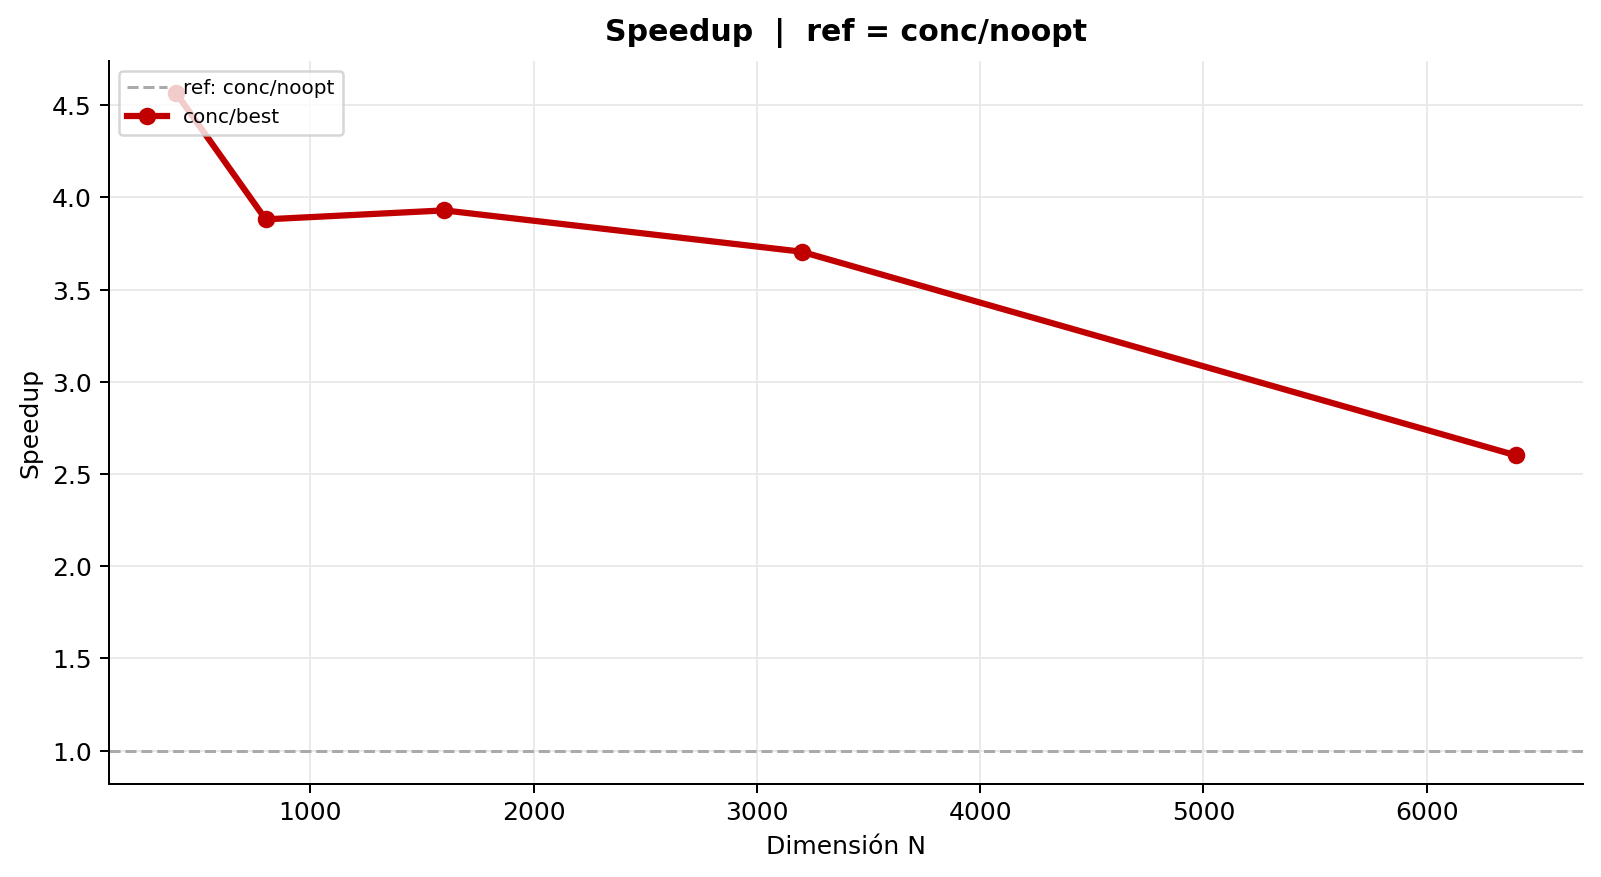 Speedup | ref = conc/noopt
ref: conc/noopt
conc/best
4.5
4.0
3.5
3.0
2.5
2.0
1.5
1.0
Speedup
1000 2000 3000 4000 5000 6000
Dimensión N